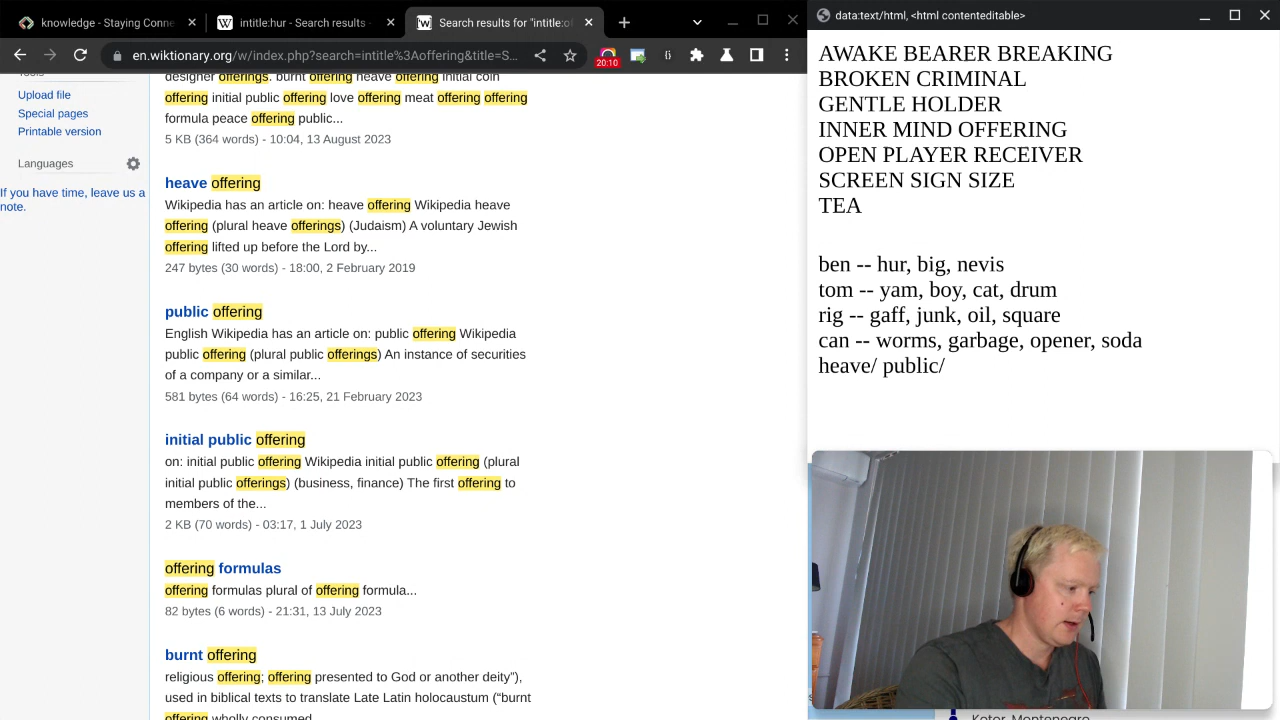 knowledge - Staying Conne
intitle:hur - Search results -
Search results for "intitle:of
data:text/html, <html contenteditable>
en.wiktionary.org/w/index.php?search=intitle%3Aoffering&title=S...
20:10
Tools
Upload file
Special pages
Printable version
Languages
If you have time, leave us a
note.
designer offerings. burnt offering heave offering initial coin
offering initial public offering love offering meat offering offering
formula peace offering public...
5 KB (364 words) - 10:04, 13 August 2023
heave offering
Wikipedia has an article on: heave offering Wikipedia heave
offering (plural heave offerings) (Judaism) A voluntary Jewish
offering lifted up before the Lord by...
247 bytes (30 words) - 18:00, 2 February 2019
public offering
English Wikipedia has an article on: public offering Wikipedia
public offering (plural public offerings) An instance of securities
of a company or a similar...
581 bytes (64 words) - 16:25, 21 February 2023
initial public offering
on: initial public offering Wikipedia initial public offering (plural
initial public offerings) (business, finance) The first offering to
members of the...
2 KB (70 words) - 03:17, 1 July 2023
offering formulas
offering formulas plural of offering formula...
82 bytes (6 words) - 21:31, 13 July 2023
burnt offering
religious offering; offering presented to God or another deity"),
used in biblical texts to translate Late Latin holocaustum ("burnt
offering wholly consumed
AWAKE BEARER BREAKING
BROKEN CRIMINAL
GENTLE HOLDER
INNER MIND OFFERING
OPEN PLAYER RECEIVER
SCREEN SIGN SIZE
TEA
ben -- hur, big, nevis
tom -- yam, boy, cat, drum
rig -- gaff, junk, oil, square
can -- worms, garbage, opener, soda
heave/ public/
Kotor, Montenegro